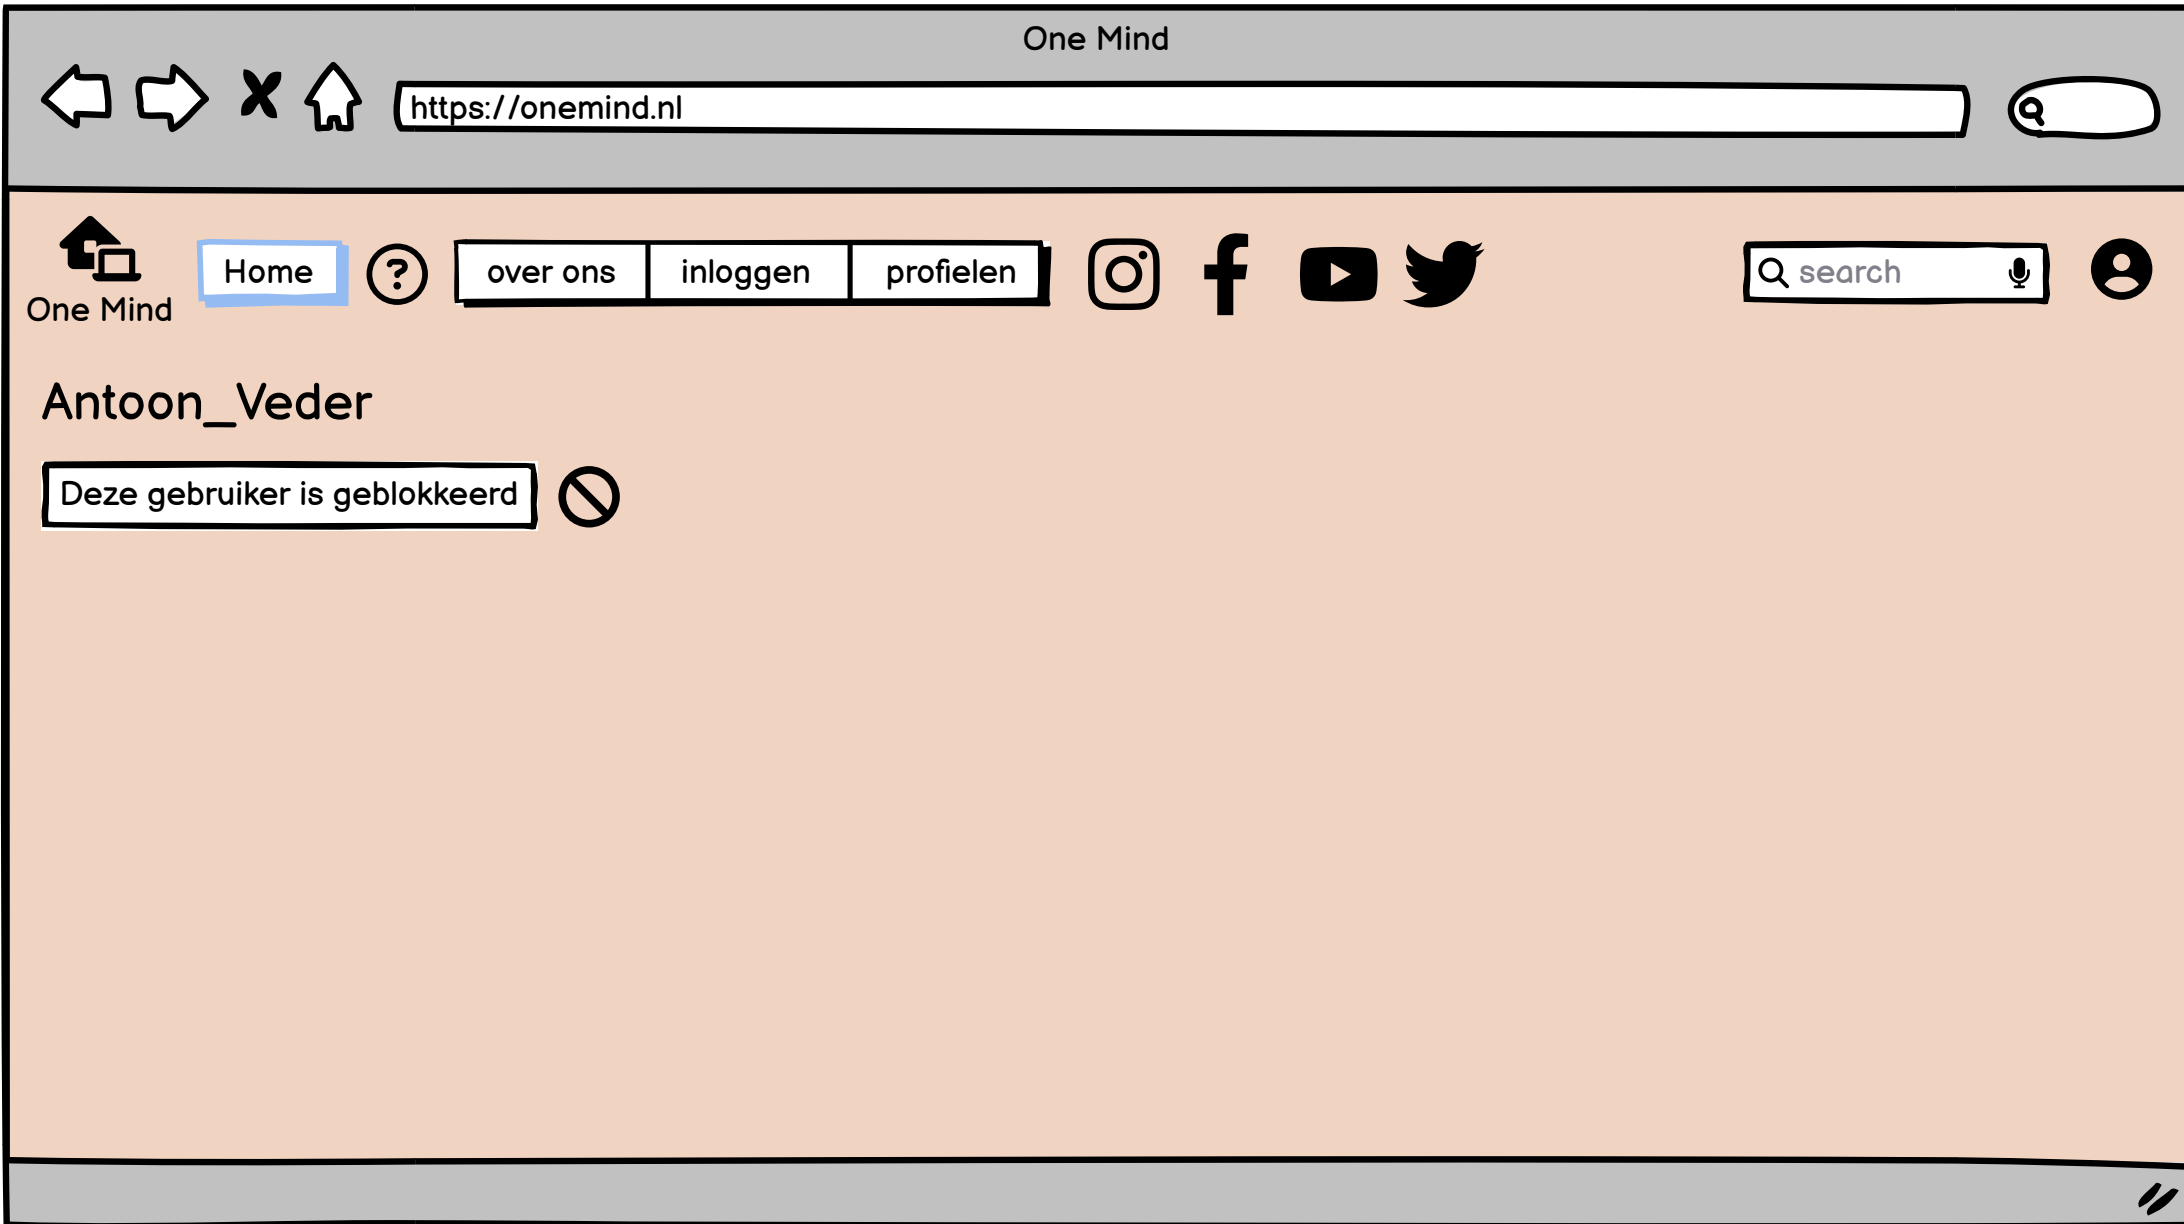 One Mind
https://onemind.nl
Home ? over ons inloggen profielen search
One Mind
Antoon_Veder
Deze gebruiker is geblokkeerd